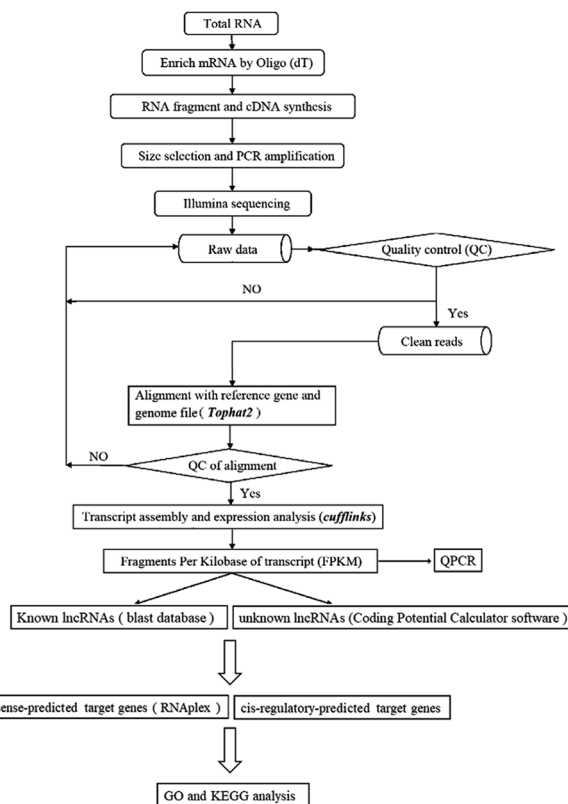 Total RNA
Enrich mRNA by Oligo (dT)
RNA fragment and cDNA synthesis
Size selection and PCR amplification
Illumina sequencing
Raw data
Quality control (QC)
NO
Yes
Clean reads
Alignment with reference gene and
genome file( Tophat2 )
NO
QC of alignment
Yes
Transcript assembly and expression analysis (cufflinks)
Fragments Per Kilobase of transcript (FPKM)
QPCR
Known lncRNAs ( blast database )
unknown lncRNAs (Coding Potential Calculator software )
sense-predicted target genes ( RNAplex )
cis-regulatory-predicted target genes
GO and KEGG analysis